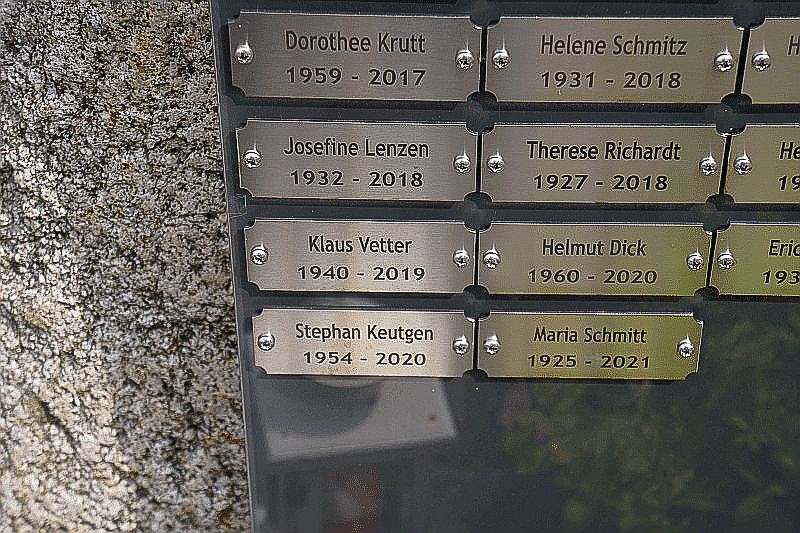 Dorothee Krutt
1959 - 2017
Helene Schmitz
1931 - 2018
Josefine Lenzen
1932 - 2018
Therese Richardt
1927 - 2018
Klaus Vetter
1940 - 2019
Helmut Dick
1960 - 2020
Stephan Keutgen
1954 - 2020
Maria Schmitt
1925 - 2021